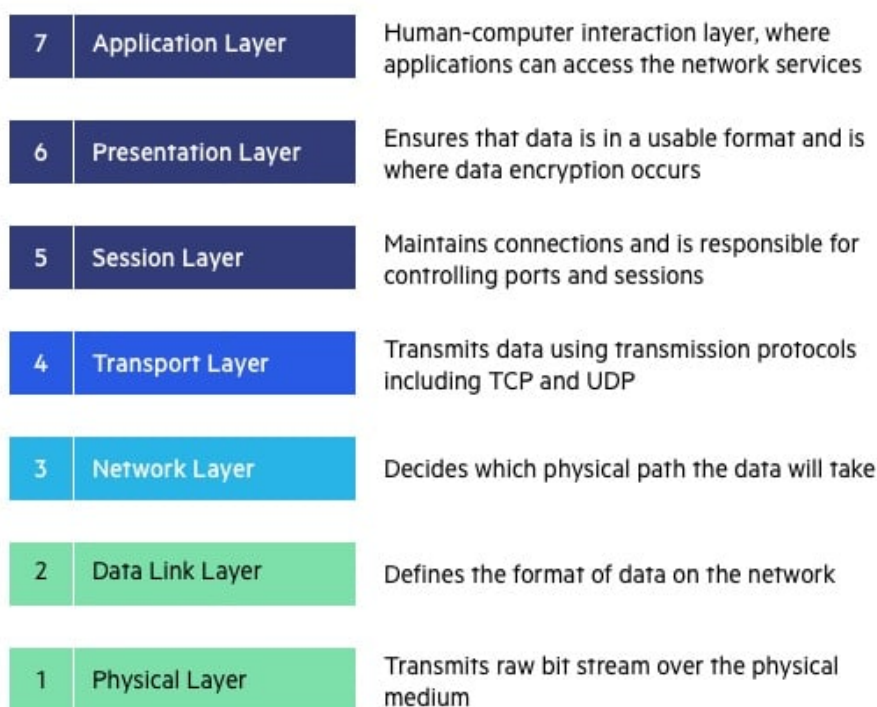 7 Application Layer
Human-computer interaction layer, where
applications can access the network services
6 Presentation Layer
Ensures that data is in a usable format and is
where data encryption occurs
5 Session Layer
Maintains connections and is responsible for
controlling ports and sessions
4 Transport Layer
Transmits data using transmission protocols
including TCP and UDP
3 Network Layer
Decides which physical path the data will take
2 Data Link Layer
Defines the format of data on the network
1 Physical Layer
Transmits raw bit stream over the physical
medium